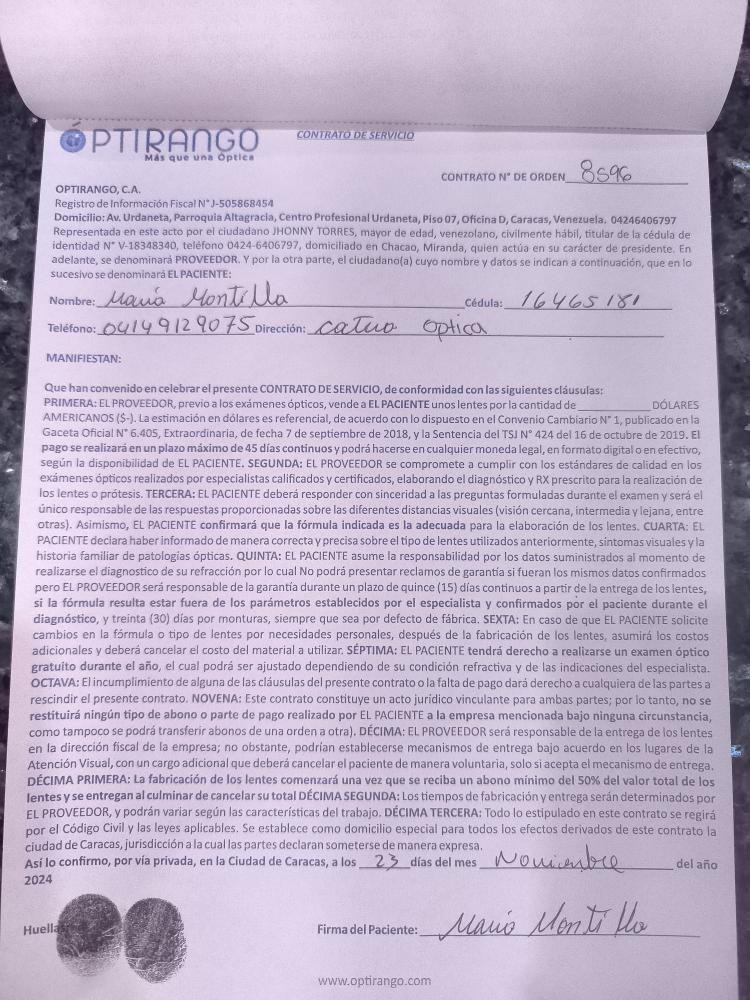 ÓPTIRANGO
Más que una Óptica
CONTRATO DE SERVICIO
CONTRATO N° DE ORDEN 8596
OPTIRANGO, C.A.
Registro de Información Fiscal N° J-505868454
Domicilio: Av. Urdaneta, Parroquia Altagracia, Centro Profesional Urdaneta, Piso 07, Oficina D, Caracas, Venezuela. 04246406797
Representada en este acto por el ciudadano JHONNY TORRES, mayor de edad, venezolano, civilmente hábil, titular de la cédula de
identidad N° V-18348340, teléfono 0424-6406797, domiciliado en Chacao, Miranda, quien actúa en su carácter de presidente. En
adelante, se denominará PROVEEDOR. Y por la otra parte, el ciudadano(a) cuyo nombre y datos se indican a continuación, que en lo
sucesivo se denominará EL PACIENTE:
Nombre: Maria Montilla Cédula: 16465181
Teléfono: 04149129075 Dirección: catuo optica
MANIFIESTAN:
Que han convenido en celebrar el presente CONTRATO DE SERVICIO, de conformidad con las siguientes cláusulas:
PRIMERA: EL PROVEEDOR, previo a los exámenes ópticos, vende a EL PACIENTE unos lentes por la cantidad de ____________ DÓLARES
AMERICANOS ($-). La estimación en dólares es referencial, de acuerdo con lo dispuesto en el Convenio Cambiario N° 1, publicado en la
Gaceta Oficial N° 6.405, Extraordinaria, de fecha 7 de septiembre de 2018, y la Sentencia del TSJ N° 424 del 16 de octubre de 2019. El
pago se realizará en un plazo máximo de 45 días continuos y podrá hacerse en cualquier moneda legal, en formato digital o en efectivo,
según la disponibilidad de EL PACIENTE. SEGUNDA: EL PROVEEDOR se compromete a cumplir con los estándares de calidad en los
exámenes ópticos realizados por especialistas calificados y certificados, elaborando el diagnóstico y RX prescrito para la realización de
los lentes o prótesis. TERCERA: EL PACIENTE deberá responder con sinceridad a las preguntas formuladas durante el examen y será el
único responsable de las respuestas proporcionadas sobre las diferentes distancias visuales (visión cercana, intermedia y lejana, entre
otras). Asimismo, EL PACIENTE confirmará que la fórmula indicada es la adecuada para la elaboración de los lentes. CUARTA: EL
PACIENTE declara haber informado de manera correcta y precisa sobre el tipo de lentes utilizados anteriormente, síntomas visuales y la
historia familiar de patologías ópticas. QUINTA: EL PACIENTE asume la responsabilidad por los datos suministrados al momento de
realizarse el diagnostico de su refracción por lo cual No podrá presentar reclamos de garantía si fueran los mismos datos confirmados
pero EL PROVEEDOR será responsable de la garantía durante un plazo de quince (15) días continuos a partir de la entrega de los lentes,
si la fórmula resulta estar fuera de los parámetros establecidos por el especialista y confirmados por el paciente durante el
diagnóstico, y treinta (30) días por monturas, siempre que sea por defecto de fábrica. SEXTA: En caso de que EL PACIENTE solicite
cambios en la fórmula o tipo de lentes por necesidades personales, después de la fabricación de los lentes, asumirá los costos
adicionales y deberá cancelar el costo del material a utilizar. SÉPTIMA: EL PACIENTE tendrá derecho a realizarse un examen óptico
gratuito durante el año, el cual podrá ser ajustado dependiendo de su condición refractiva y de las indicaciones del especialista.
OCTAVA: El incumplimiento de alguna de las cláusulas del presente contrato o la falta de pago dará derecho a cualquiera de las partes a
rescindir el presente contrato. NOVENA: Este contrato constituye un acto jurídico vinculante para ambas partes; por lo tanto, no se
restituirá ningún tipo de abono o parte de pago realizado por EL PACIENTE a la empresa mencionada bajo ninguna circunstancia,
como tampoco se podrá transferir abonos de una orden a otra). DÉCIMA: EL PROVEEDOR será responsable de la entrega de los lentes
en la dirección fiscal de la empresa; no obstante, podrían establecerse mecanismos de entrega bajo acuerdo en los lugares de la
Atención Visual, con un cargo adicional que deberá cancelar el paciente de manera voluntaria, solo si acepta el mecanismo de entrega.
DÉCIMA PRIMERA: La fabricación de los lentes comenzará una vez que se reciba un abono mínimo del 50% del valor total de los
lentes y se entregan al culminar de cancelar su total DÉCIMA SEGUNDA: Los tiempos de fabricación y entrega serán determinados por
EL PROVEEDOR, y podrán variar según las características del trabajo. DÉCIMA TERCERA: Todo lo estipulado en este contrato se regirá
por el Código Civil y las leyes aplicables. Se establece como domicilio especial para todos los efectos derivados de este contrato la
ciudad de Caracas, jurisdicción a la cual las partes declaran someterse de manera expresa.
Así lo confirmo, por vía privada, en la Ciudad de Caracas, a los 23 días del mes Noviembre del año
2024
Huella
Firma del Paciente: Maria Montilla
www.optirango.com